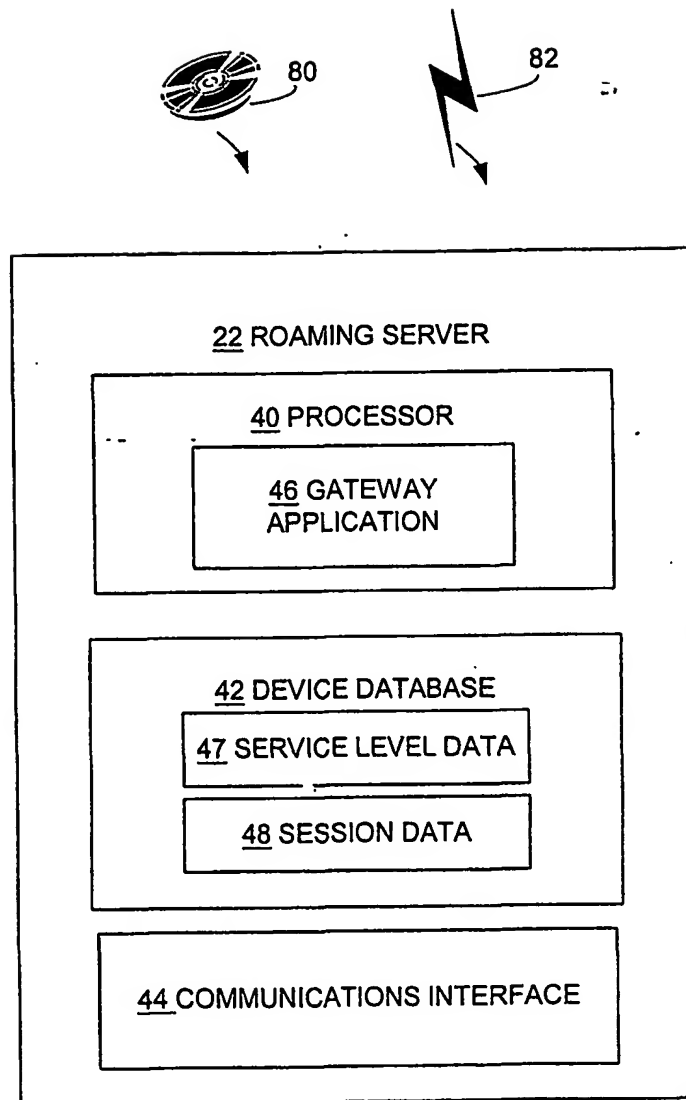 80
82
22 ROAMING SERVER
40 PROCESSOR
46 GATEWAY
APPLICATION
42 DEVICE DATABASE
47 SERVICE LEVEL DATA
48 SESSION DATA
44 COMMUNICATIONS INTERFACE